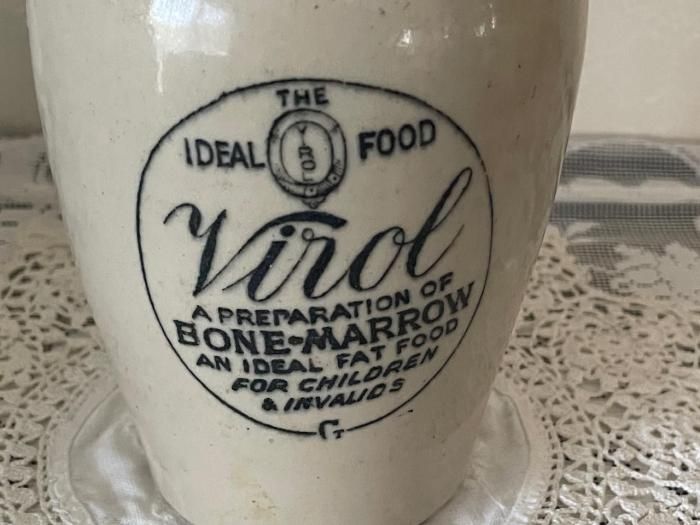 THE
IDEAL FOOD
VIROL
Virol
A PREPARATION OF
BONE-MARROW
AN IDEAL FAT FOOD
FOR CHILDREN
& INVALIDS